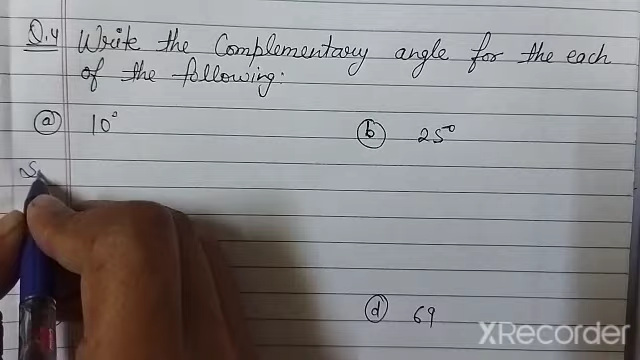 Q.4 Write the Complementary angle for the each
of the following:
(a) 10° (b) 25°
S
(d) 69
XRecorder